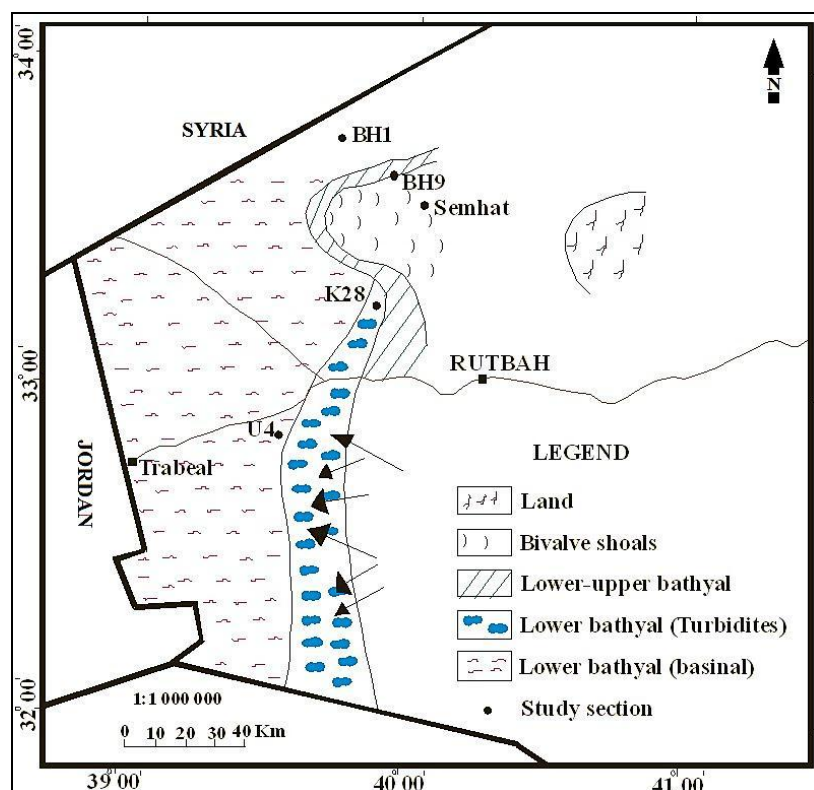 34 00
N
SYRIA
BH1
BH9
Semhat
K28
33 00
RUTBAH
U4
Trabeal
JORDAN
LEGEND
Land
Bivalve shoals
Lower-upper bathyal
Lower bathyal (Turbidites)
Lower bathyal (basinal)
Study section
32 00
1:1 000 000
0 10 20 30 40 Km
39 00
40 00
41 00